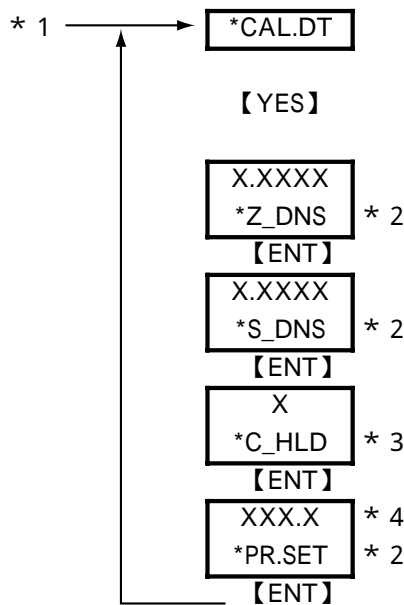 * 1 *CAL.DT
【YES】
X.XXXX
*Z_DNS * 2
【ENT】
X.XXXX
*S_DNS * 2
【ENT】
X
*C_HLD * 3
【ENT】
XXX.X * 4
*PR.SET * 2
【ENT】